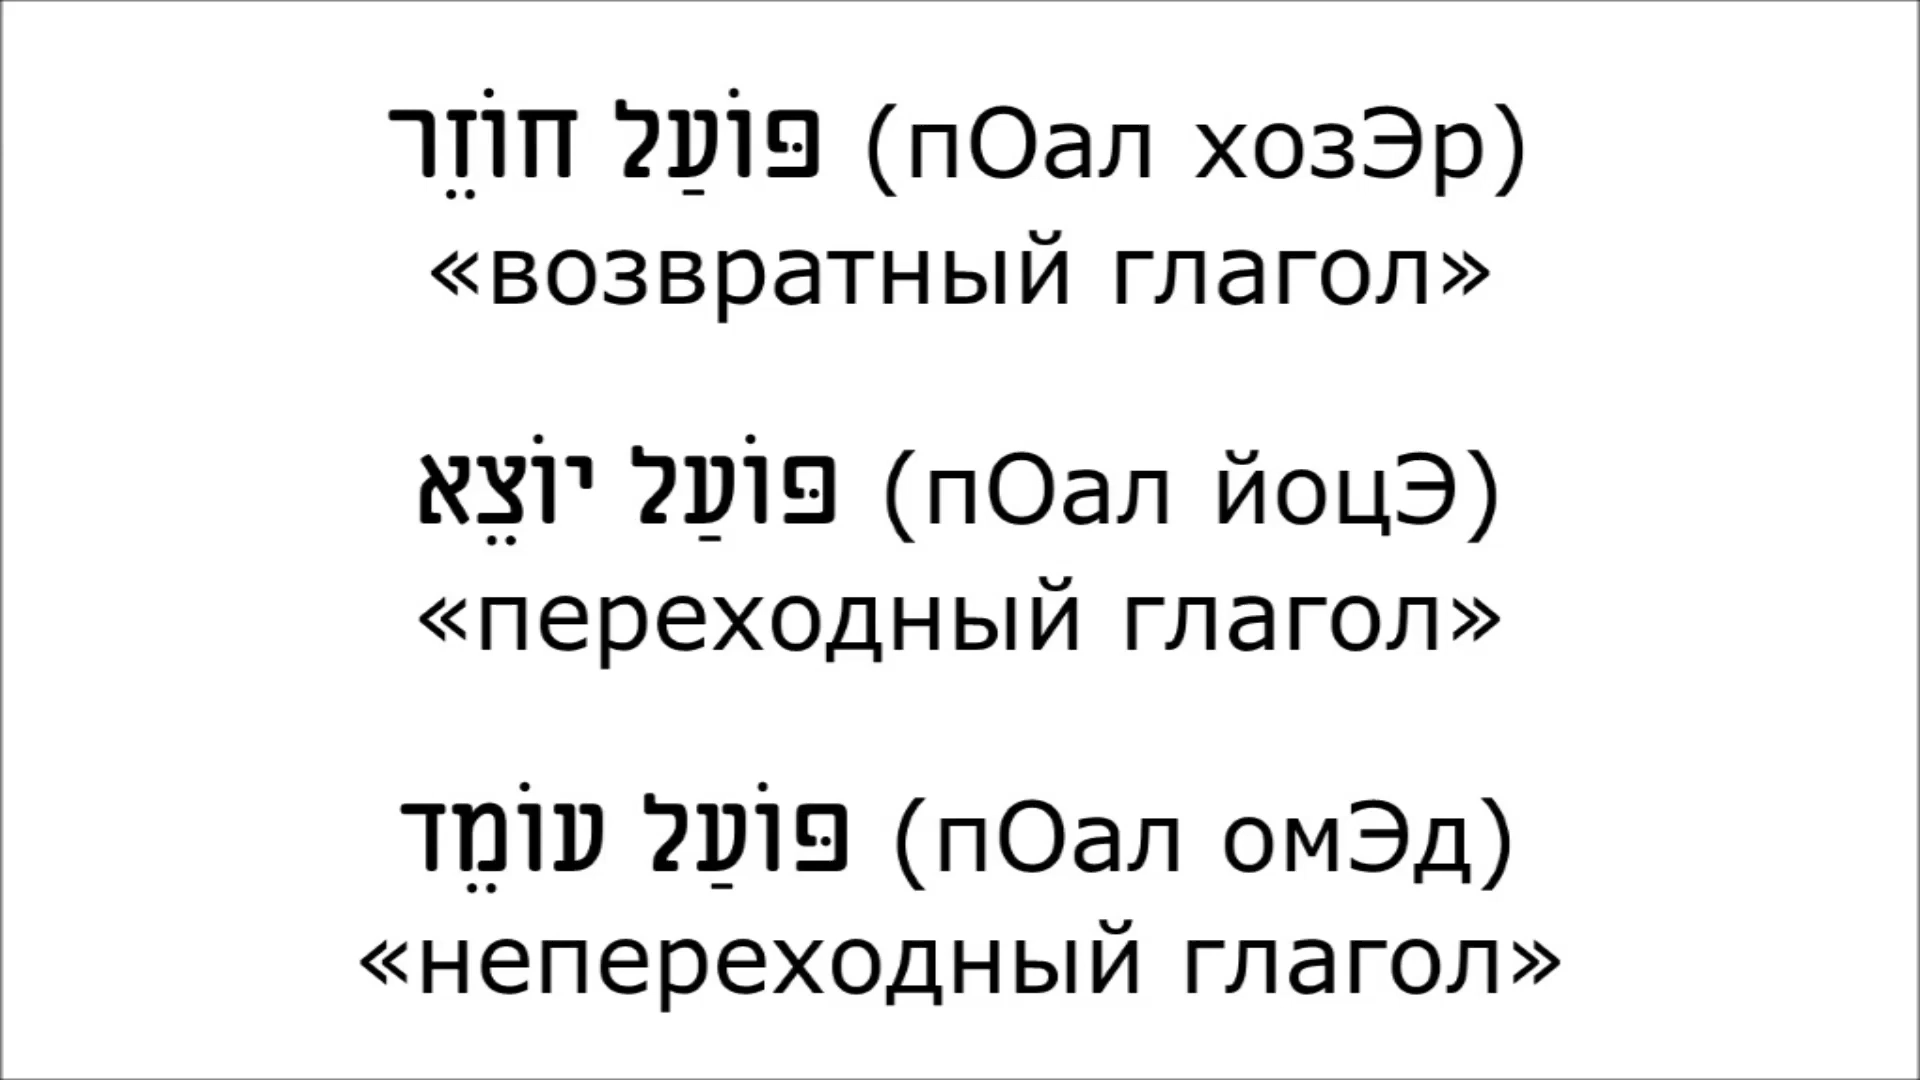 פּוֹעַל חוֹזֵר (пОал хозЭр)
«возвратный глагол»
פּוֹעַל יוֹצֵא (пОал йоцЭ)
«переходный глагол»
פּוֹעַל עוֹמֵד (пОал омЭд)
«непереходный глагол»